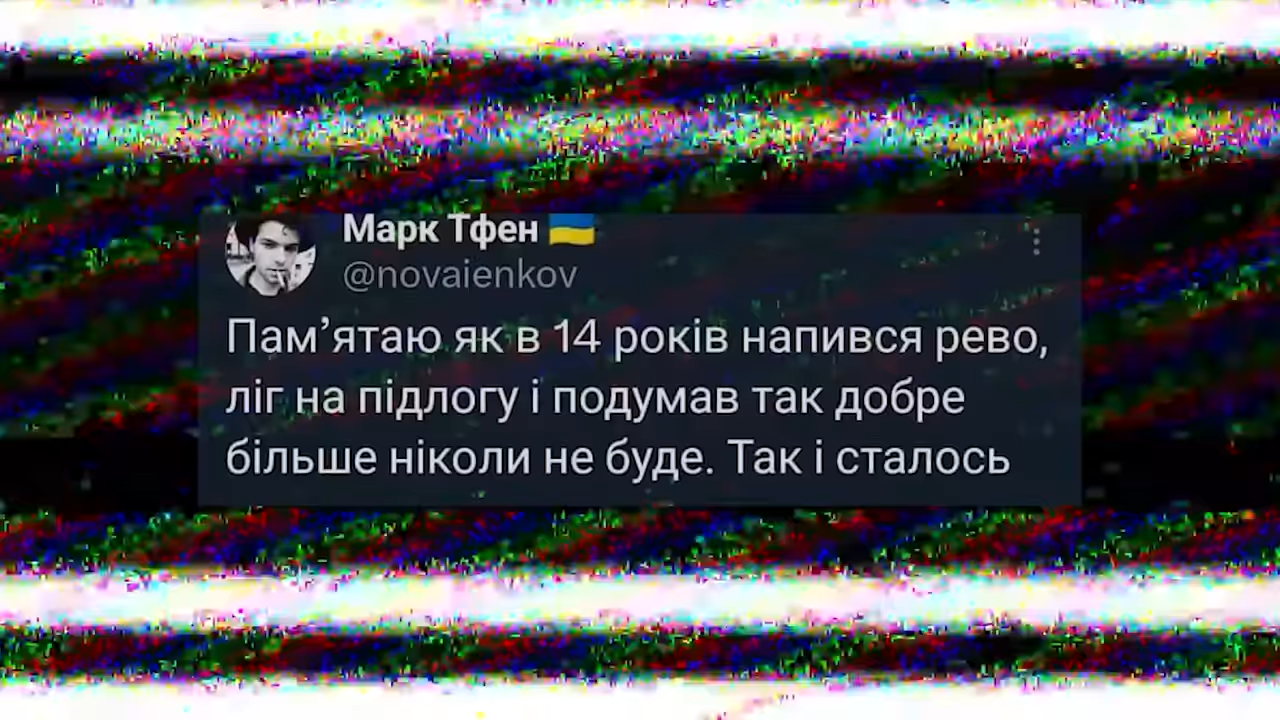 Марк Тфен 🇺🇦
@novaienkov
Пам’ятаю як в 14 років напився рево,
ліг на підлогу і подумав так добре
більше ніколи не буде. Так і сталось